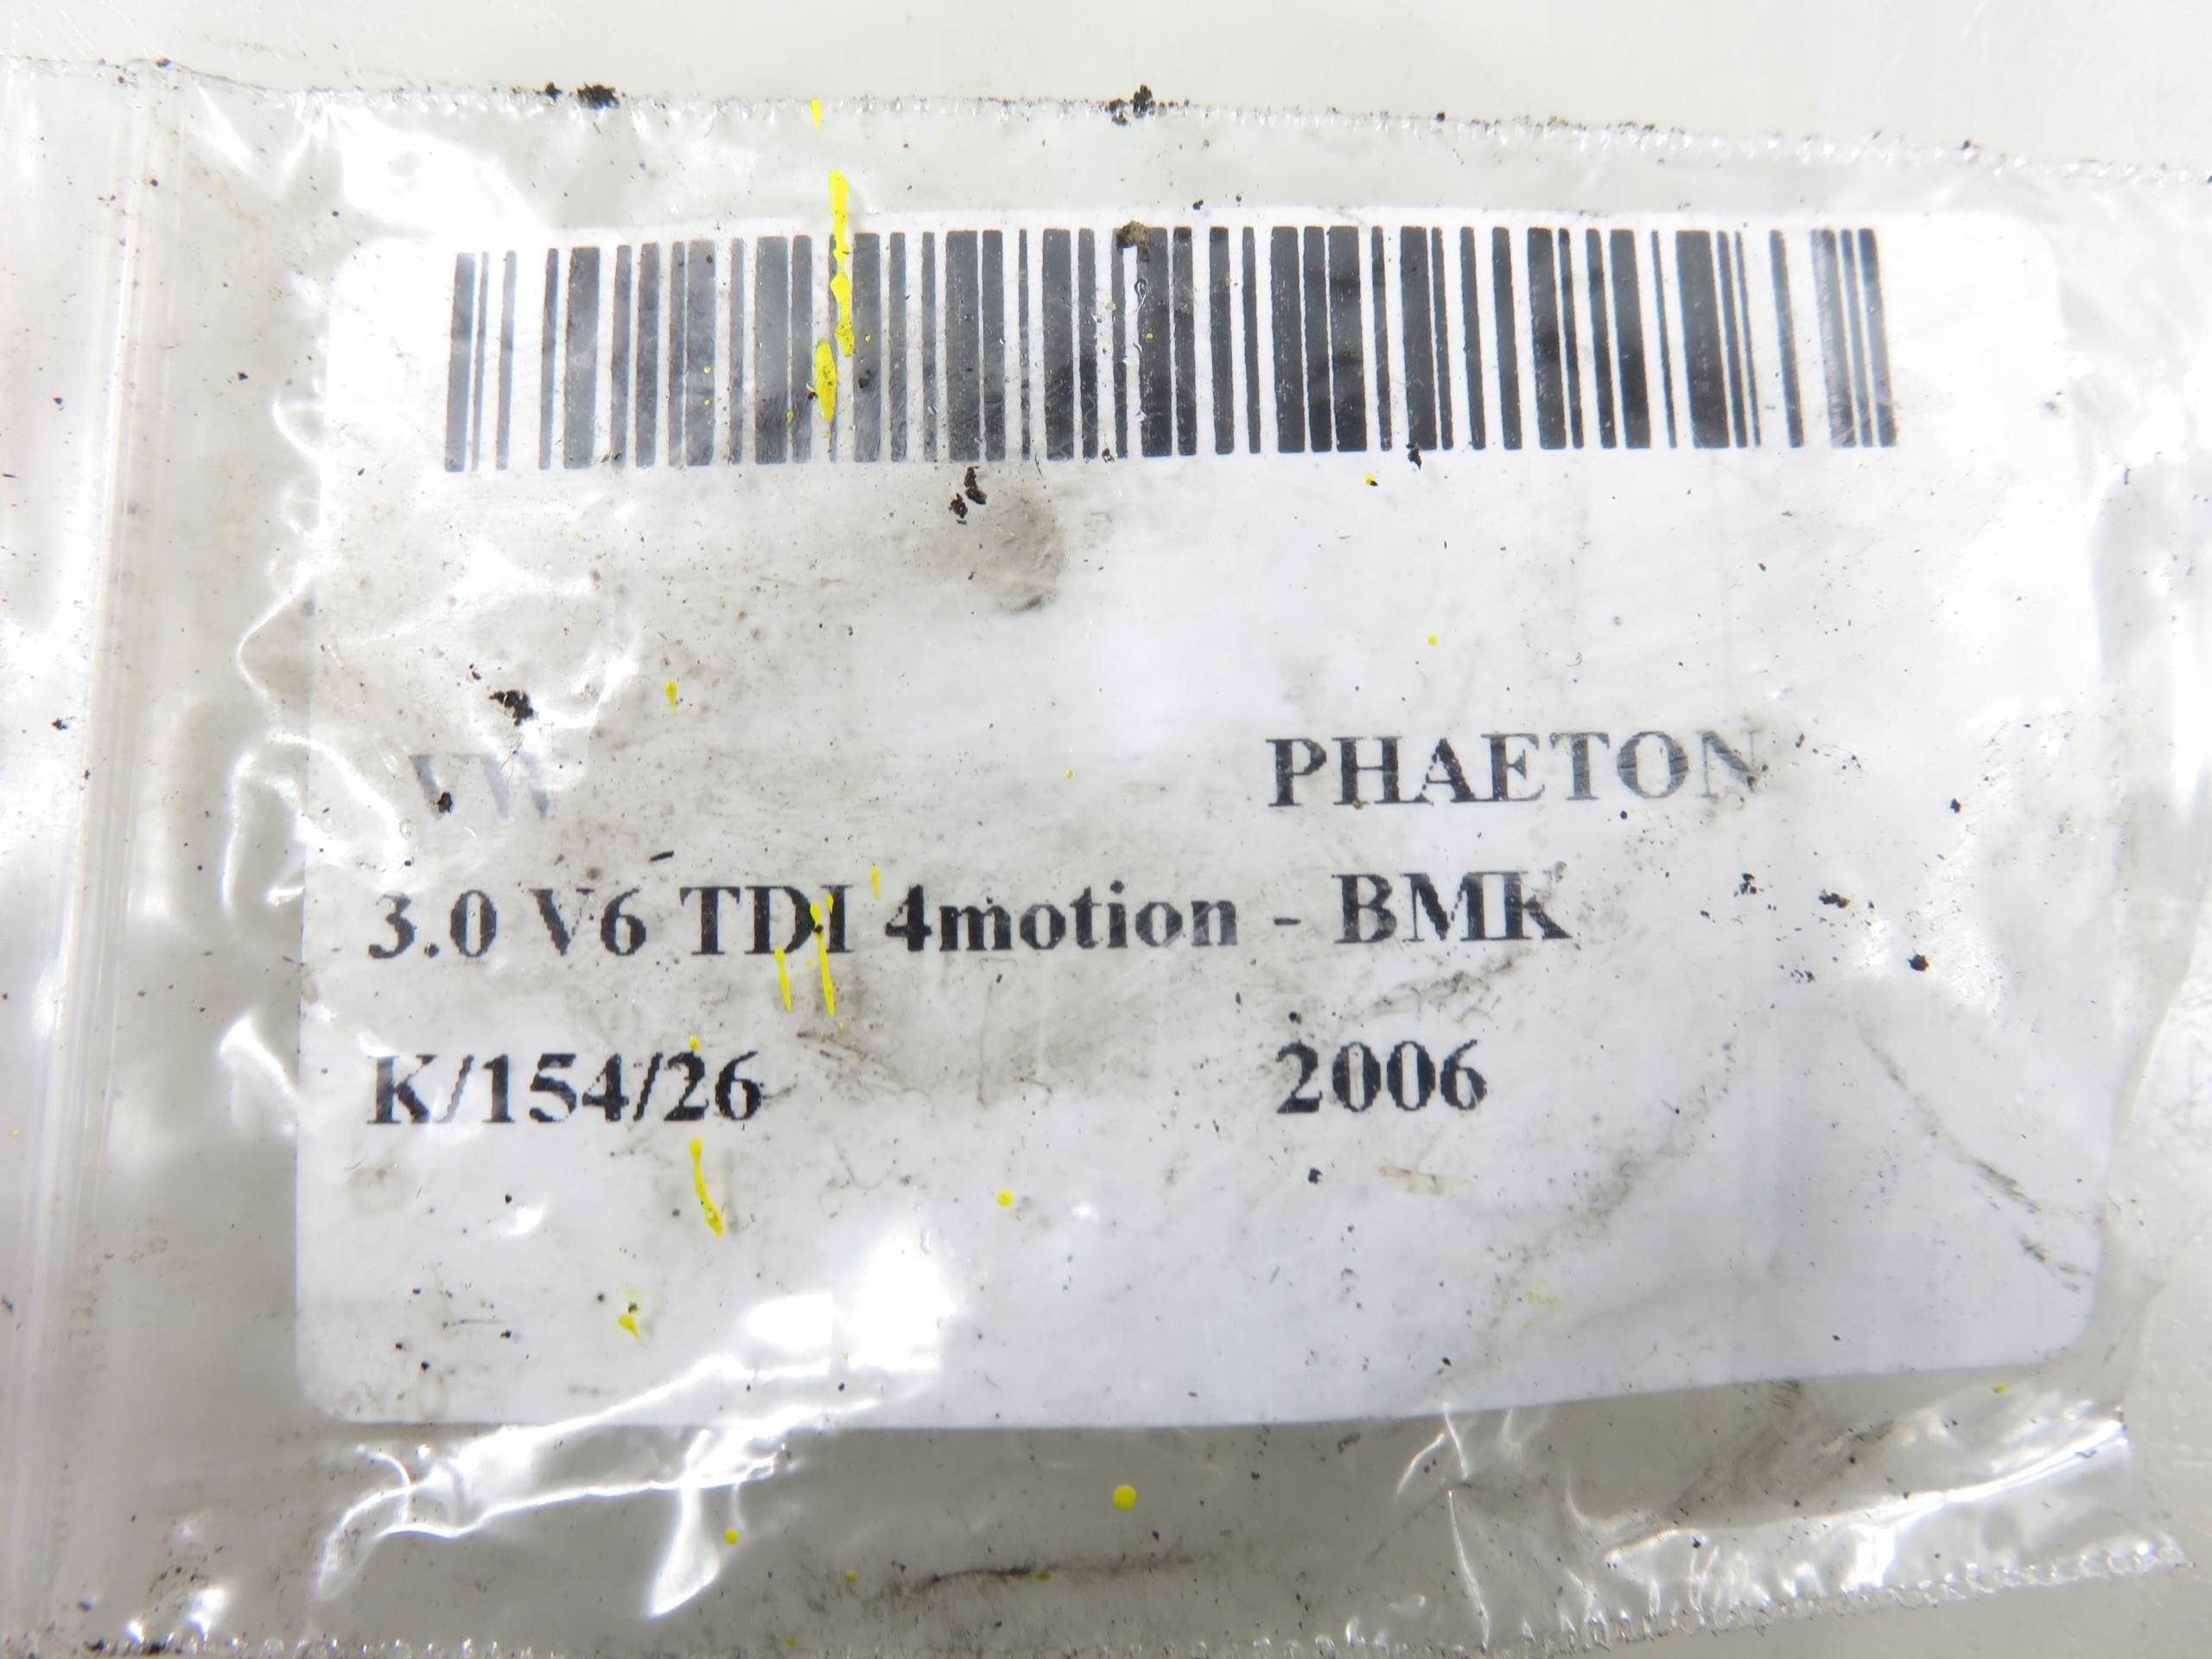 VW PHAETON
3.0 V6 TDI 4motion - BMK
K/154/26 2006